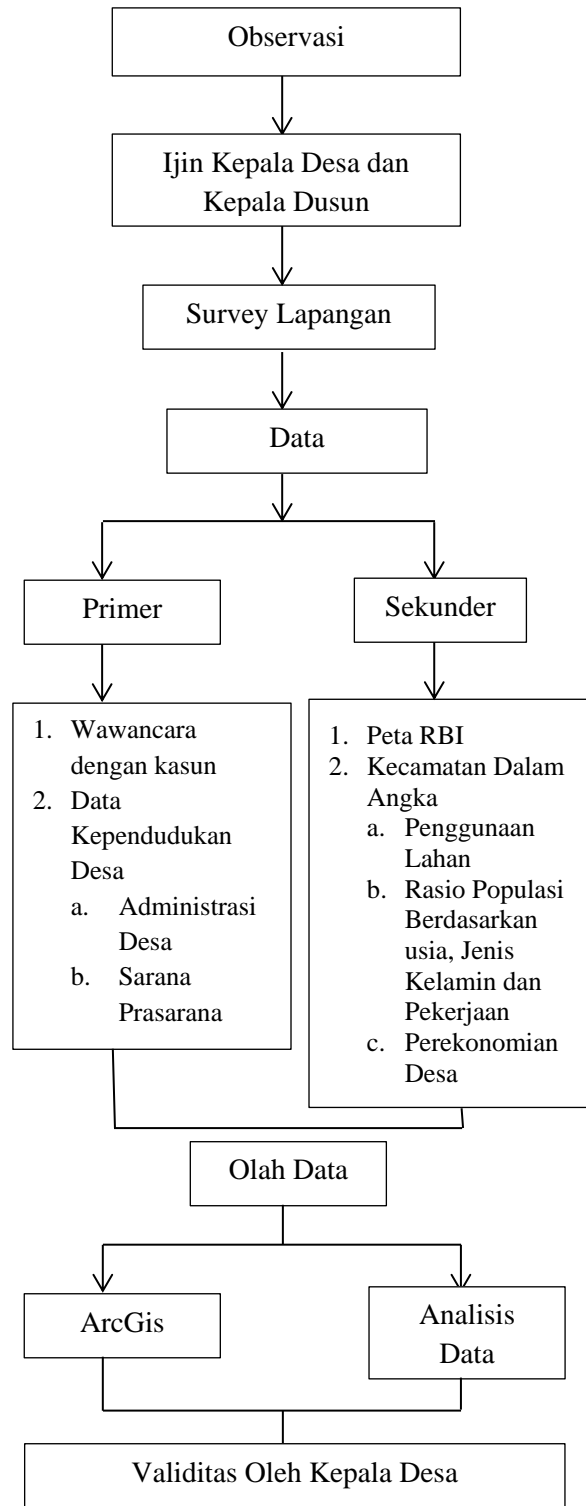 Observasi
Ijin Kepala Desa dan
Kepala Dusun
Survey Lapangan
Data
Primer
Sekunder
1. Wawancara
dengan kasun
2. Data
Kependudukan
Desa
a. Administrasi
Desa
b. Sarana
Prasarana
1. Peta RBI
2. Kecamatan Dalam
Angka
a. Penggunaan
Lahan
b. Rasio Populasi
Berdasarkan
usia, Jenis
Kelamin dan
Pekerjaan
c. Perekonomian
Desa
Olah Data
ArcGis
Analisis
Data
Validitas Oleh Kepala Desa